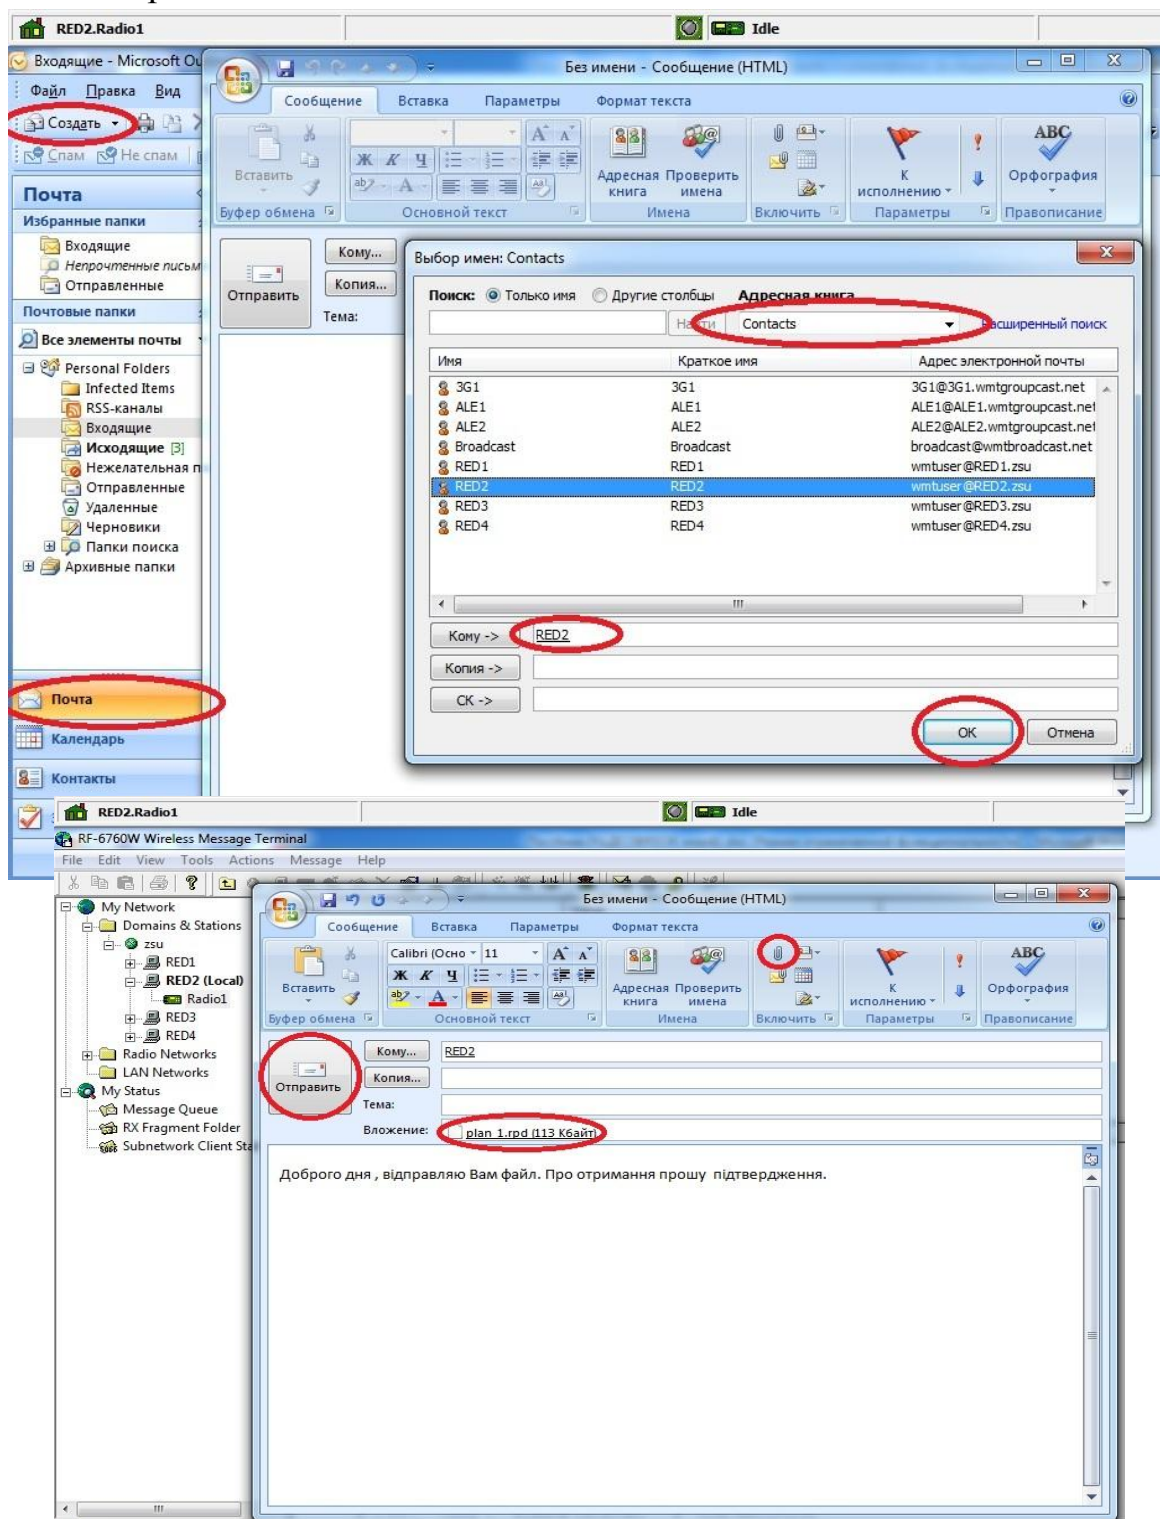 RED2.Radio1
Idle
Входящие - Microsoft Ou
Файл Правка Вид
Создать
Спам Не спам
Почта
Избранные папки
Входящие
Непрочтенные письм
Отправленные
Почтовые папки
Все элементы почты
Personal Folders
Infected Items
RSS-каналы
Входящие
Исходящие [3]
Нежелательная п
Отправленные
Удаленные
Черновики
Папки поиска
Архивные папки
Почта
Календарь
Контакты
Без имени - Сообщение (HTML)
Сообщение Вставка Параметры Формат текста
Вставить
Ж К Ч
Адресная книга
Проверить имена
К исполнению
ABC
Орфография
Буфер обмена Основной текст Имена Включить Параметры Правописание
Отправить
Кому...
Копия...
Тема:
Выбор имен: Contacts
Поиск: Только имя Другие столбцы Адресная книга
Найти Contacts Расширенный поиск
Имя Краткое имя Адрес электронной почты
3G1 3G1 3G1@3G1.wmtgroupcast.net
ALE1 ALE1 ALE1@ALE1.wmtgroupcast.net
ALE2 ALE2 ALE2@ALE2.wmtgroupcast.net
Broadcast Broadcast broadcast@wmtbroadcast.net
RED1 RED1 wmtuser@RED1.zsu
RED2 RED2 wmtuser@RED2.zsu
RED3 RED3 wmtuser@RED3.zsu
RED4 RED4 wmtuser@RED4.zsu
Кому -> RED2
Копия ->
СК ->
ОК Отмена
RED2.Radio1
Idle
RF-6760W Wireless Message Terminal
File Edit View Tools Actions Message Help
My Network
Domains & Stations
zsu
RED1
RED2 (Local)
Radio1
RED3
RED4
Radio Networks
LAN Networks
My Status
Message Queue
RX Fragment Folder
Subnetwork Client Sta
Без имени - Сообщение (HTML)
Сообщение Вставка Параметры Формат текста
Вставить
Calibri (Осно 11
Ж К Ч
Адресная книга
Проверить имена
К исполнению
ABC
Орфография
Буфер обмена Основной текст Имена Включить Параметры Правописание
Отправить
Кому... RED2
Копия...
Тема:
Вложение: plan_1.rpd (113 Кбайт)
Доброго дня , відправляю Вам файл. Про отримання прошу підтвердження.